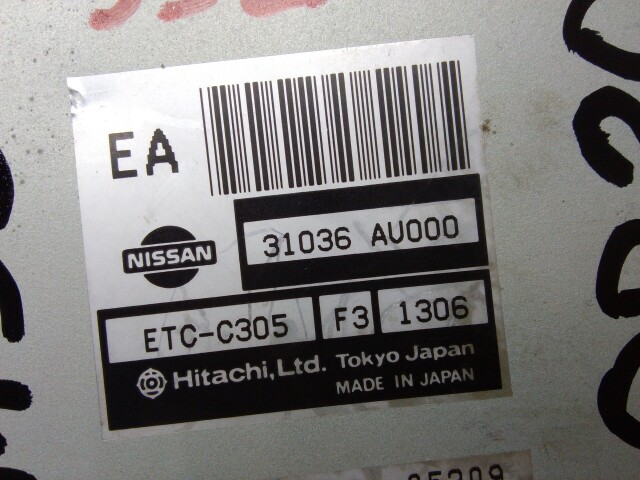 EA
NISSAN
31036 AU000
ETC-C305 F3 1306
Hitachi, Ltd. Tokyo Japan
MADE IN JAPAN